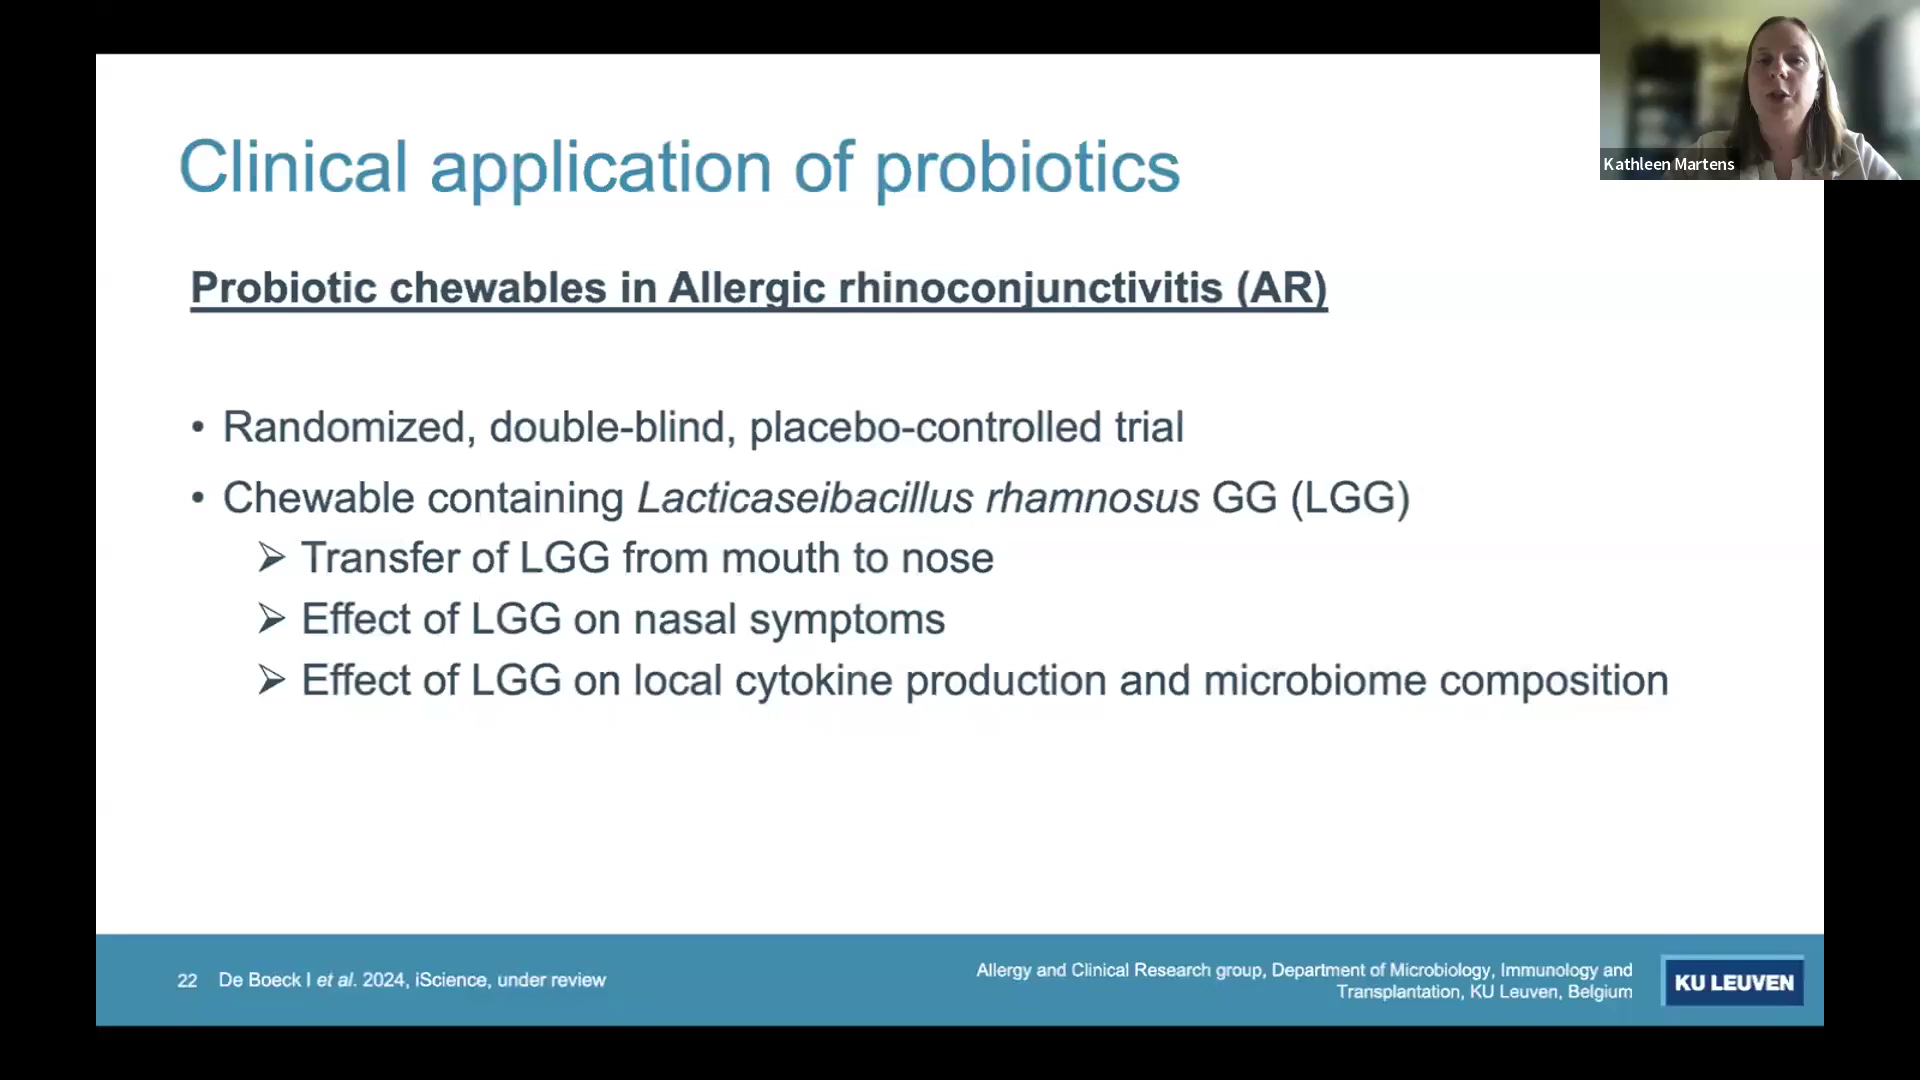 Clinical application of probiotics
Kathleen Martens
Probiotic chewables in Allergic rhinoconjunctivitis (AR)
• Randomized, double-blind, placebo-controlled trial
• Chewable containing Lacticaseibacillus rhamnosus GG (LGG)
➢ Transfer of LGG from mouth to nose
➢ Effect of LGG on nasal symptoms
➢ Effect of LGG on local cytokine production and microbiome composition
22 De Boeck I et al. 2024, iScience, under review
Allergy and Clinical Research group, Department of Microbiology, Immunology and
Transplantation, KU Leuven, Belgium
KU LEUVEN